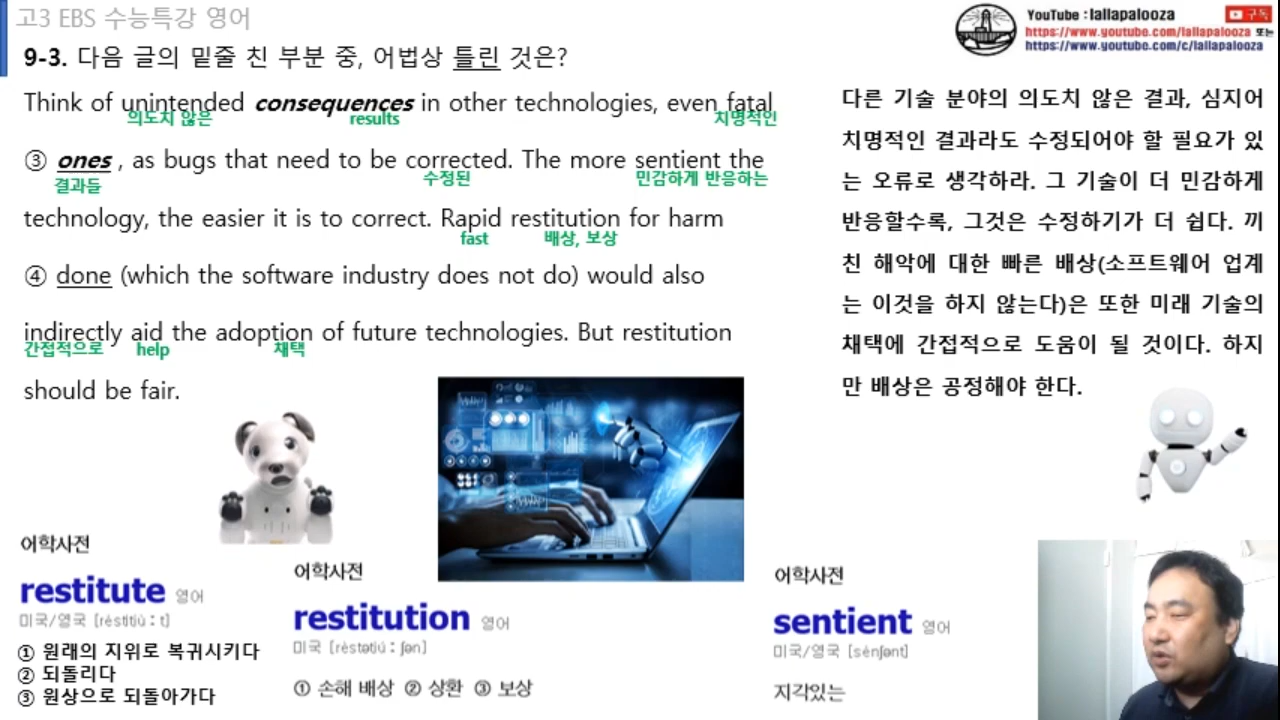 고3 EBS 수능특강 영어
YouTube : lallapalooza
구독
https://www.youtube.com/lallapalooza 또는
https://www.youtube.com/c/lallapalooza
9-3. 다음 글의 밑줄 친 부분 중, 어법상 틀린 것은?
Think of unintended consequences in other technologies, even fatal
의도치 않은 results 치명적인
③ ones , as bugs that need to be corrected. The more sentient the
결과들 수정된 민감하게 반응하는
technology, the easier it is to correct. Rapid restitution for harm
fast 배상, 보상
④ done (which the software industry does not do) would also
indirectly aid the adoption of future technologies. But restitution
간접적으로 help 채택
should be fair.
다른 기술 분야의 의도치 않은 결과, 심지어
치명적인 결과라도 수정되어야 할 필요가 있
는 오류로 생각하라. 그 기술이 더 민감하게
반응할수록, 그것은 수정하기가 더 쉽다. 끼
친 해악에 대한 빠른 배상(소프트웨어 업계
는 이것을 하지 않는다)은 또한 미래 기술의
채택에 간접적으로 도움이 될 것이다. 하지
만 배상은 공정해야 한다.
어학사전
restitute 영어
미국/영국 [réstitjùːt]
① 원래의 지위로 복귀시키다
② 되돌리다
③ 원상으로 되돌아가다
어학사전
restitution 영어
미국 [rèstətjúːʃən]
① 손해 배상 ② 상환 ③ 보상
어학사전
sentient 영어
미국/영국 [sénʃənt]
지각있는